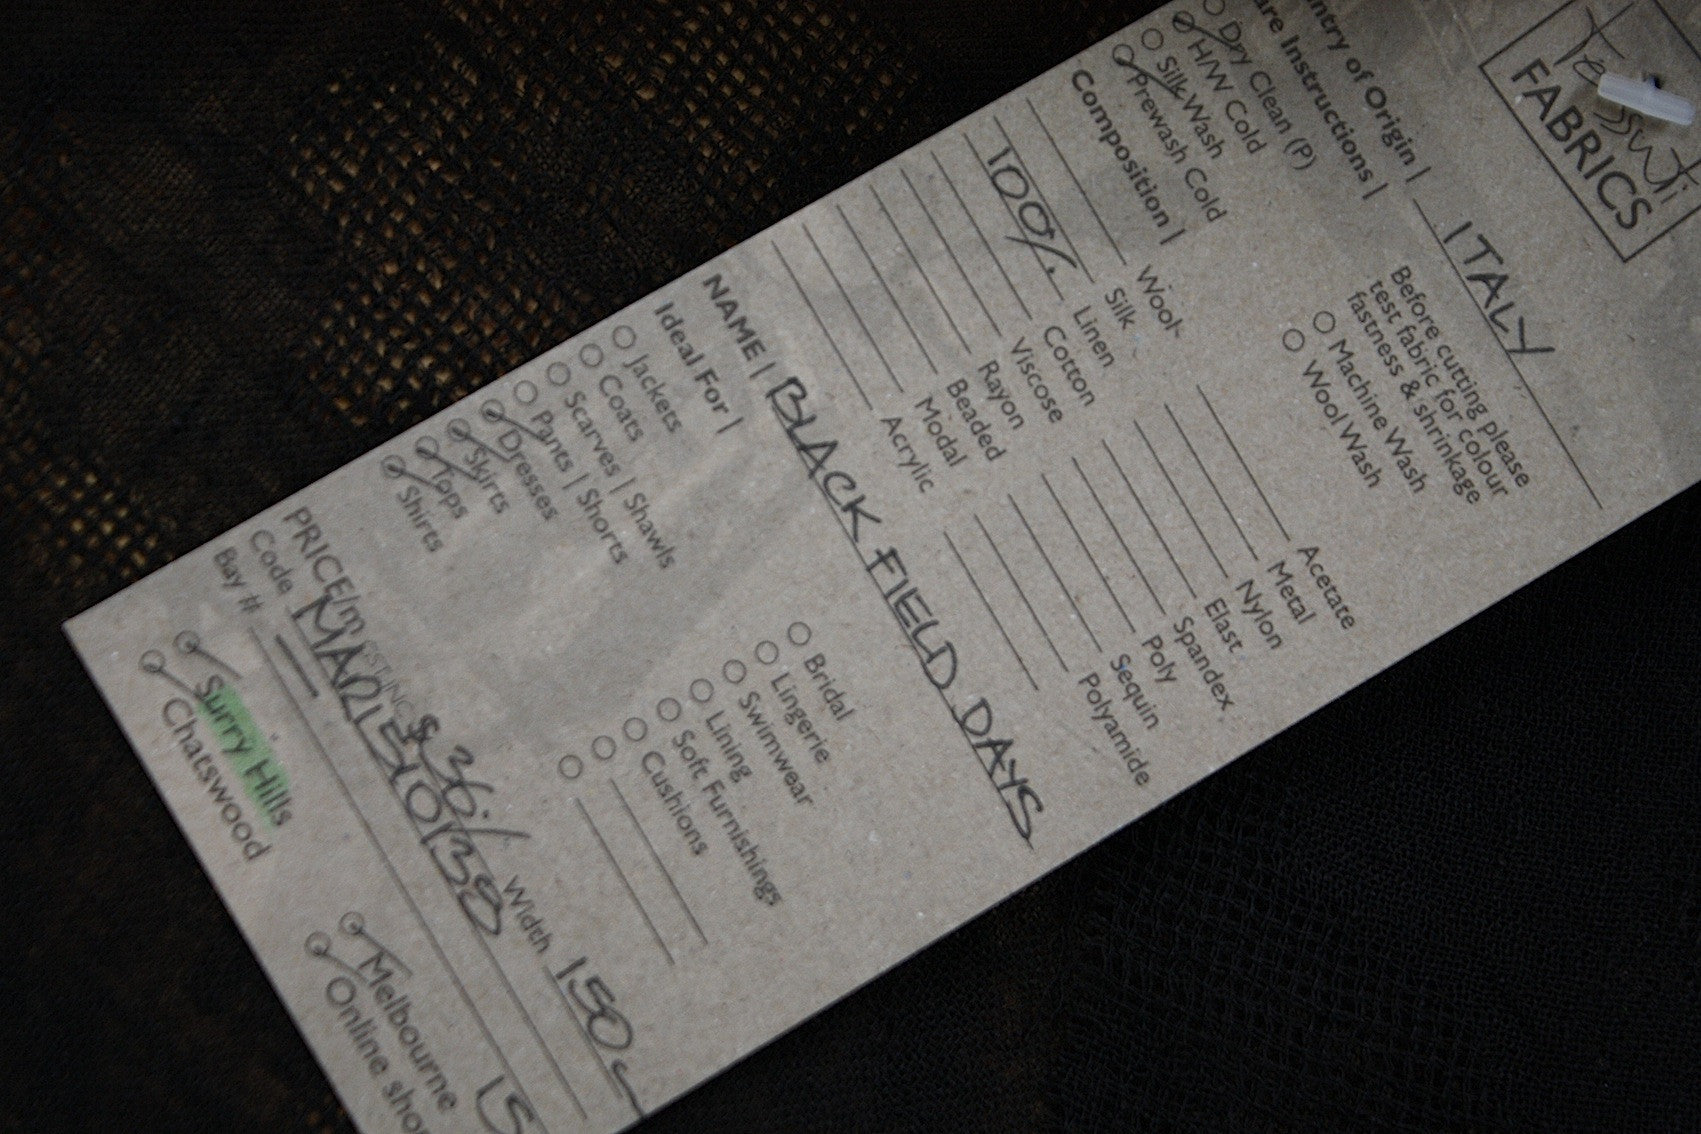 Tessuti
FABRICS
ntry of Origin | ITALY
are Instructions |
Dry Clean (P)
H/W Cold
Silk Wash
Prewash Cold
Before cutting please
test fabric for colour
fastness & shrinkage
Machine Wash
Wool Wash
Composition |
Wool Acetate
Silk Metal
100% Linen Nylon
Cotton Elast
Viscose Spandex
Rayon Poly
Beaded Sequin
Modal Polyamide
Acrylic
NAME | BLACK FIELD DAYS
Ideal For |
Jackets Bridal
Coats Lingerie
Scarves | Shawls Swimwear
Pants | Shorts Lining
Dresses Soft Furnishings
Skirts Cushions
Tops
Shirts
PRICE/m $36 Width 150
Code
Bay #
Surry Hills Melbourne
Chatswood Online shop